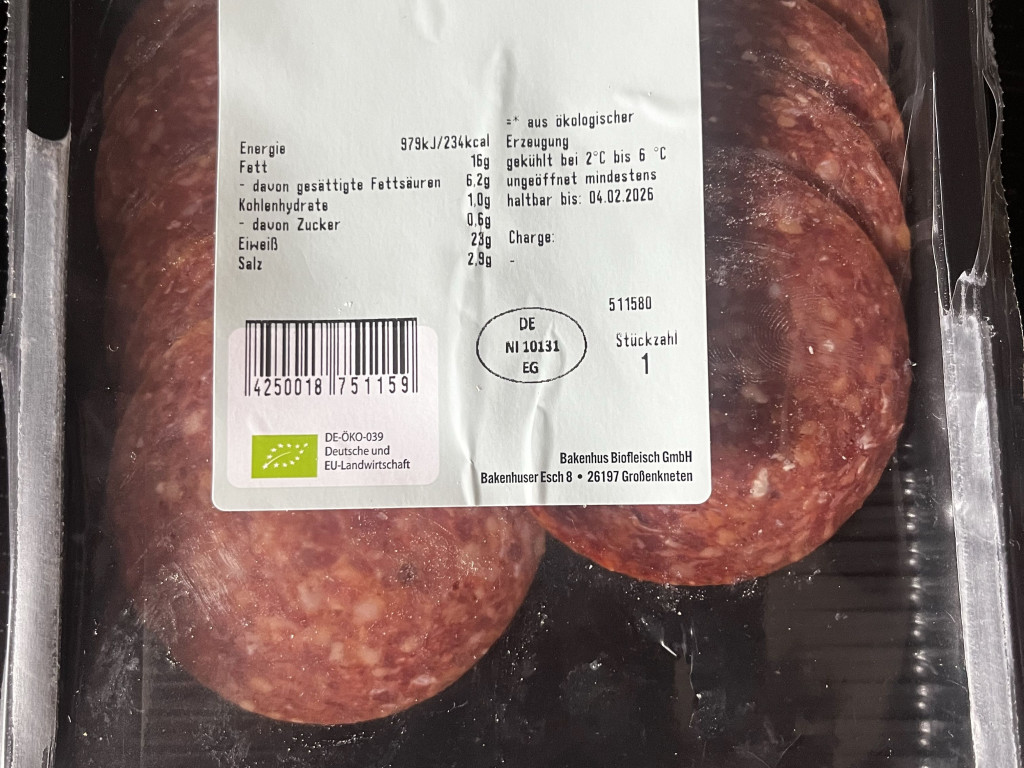 Energie 979kJ/234kcal
Fett 16g
- davon gesättigte Fettsäuren 6,2g
Kohlenhydrate 1,0g
- davon Zucker 0,6g
Eiweiß 23g
Salz 2,9g
=* aus ökologischer
Erzeugung
gekühlt bei 2°C bis 6 °C
ungeöffnet mindestens
haltbar bis: 04.02.2026
Charge:
-
511580
Stückzahl
1
DE
NI 10131
EG
4250018 751159
DE-ÖKO-039
Deutsche und
EU-Landwirtschaft
Bakenhus Biofleisch GmbH
Bakenhuser Esch 8 • 26197 Großenkneten